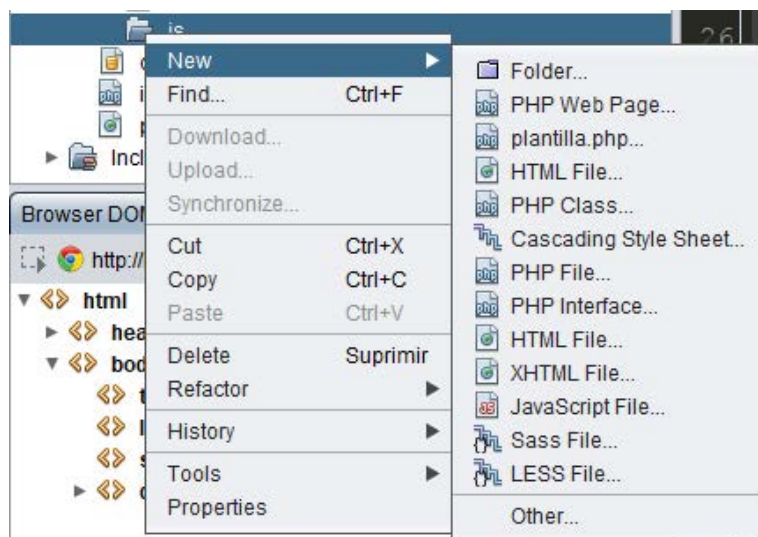 js
26
New
Find... Ctrl+F
Download...
Upload...
Synchronize...
Cut Ctrl+X
Copy Ctrl+C
Paste Ctrl+V
Delete Suprimir
Refactor
History
Tools
Properties
Folder...
PHP Web Page...
plantilla.php...
HTML File...
PHP Class...
Cascading Style Sheet...
PHP File...
PHP Interface...
HTML File...
XHTML File...
JavaScript File...
Sass File...
LESS File...
Other...
Incl
Browser DO
http://
html
hea
bod